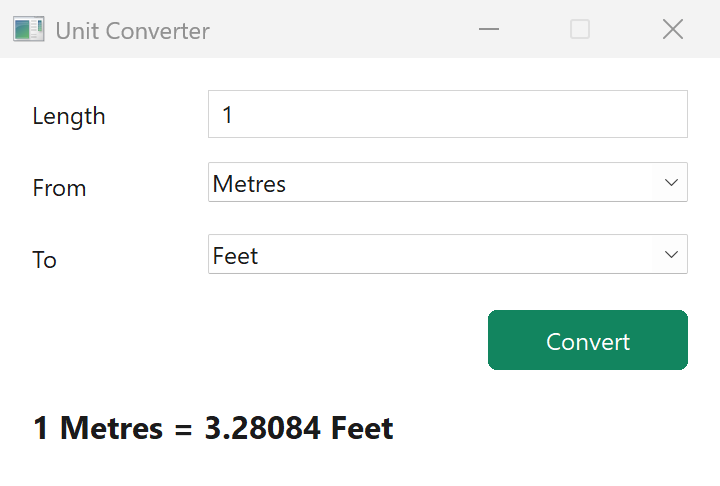 Unit Converter
Length 1
From Metres
To Feet
Convert
1 Metres = 3.28084 Feet